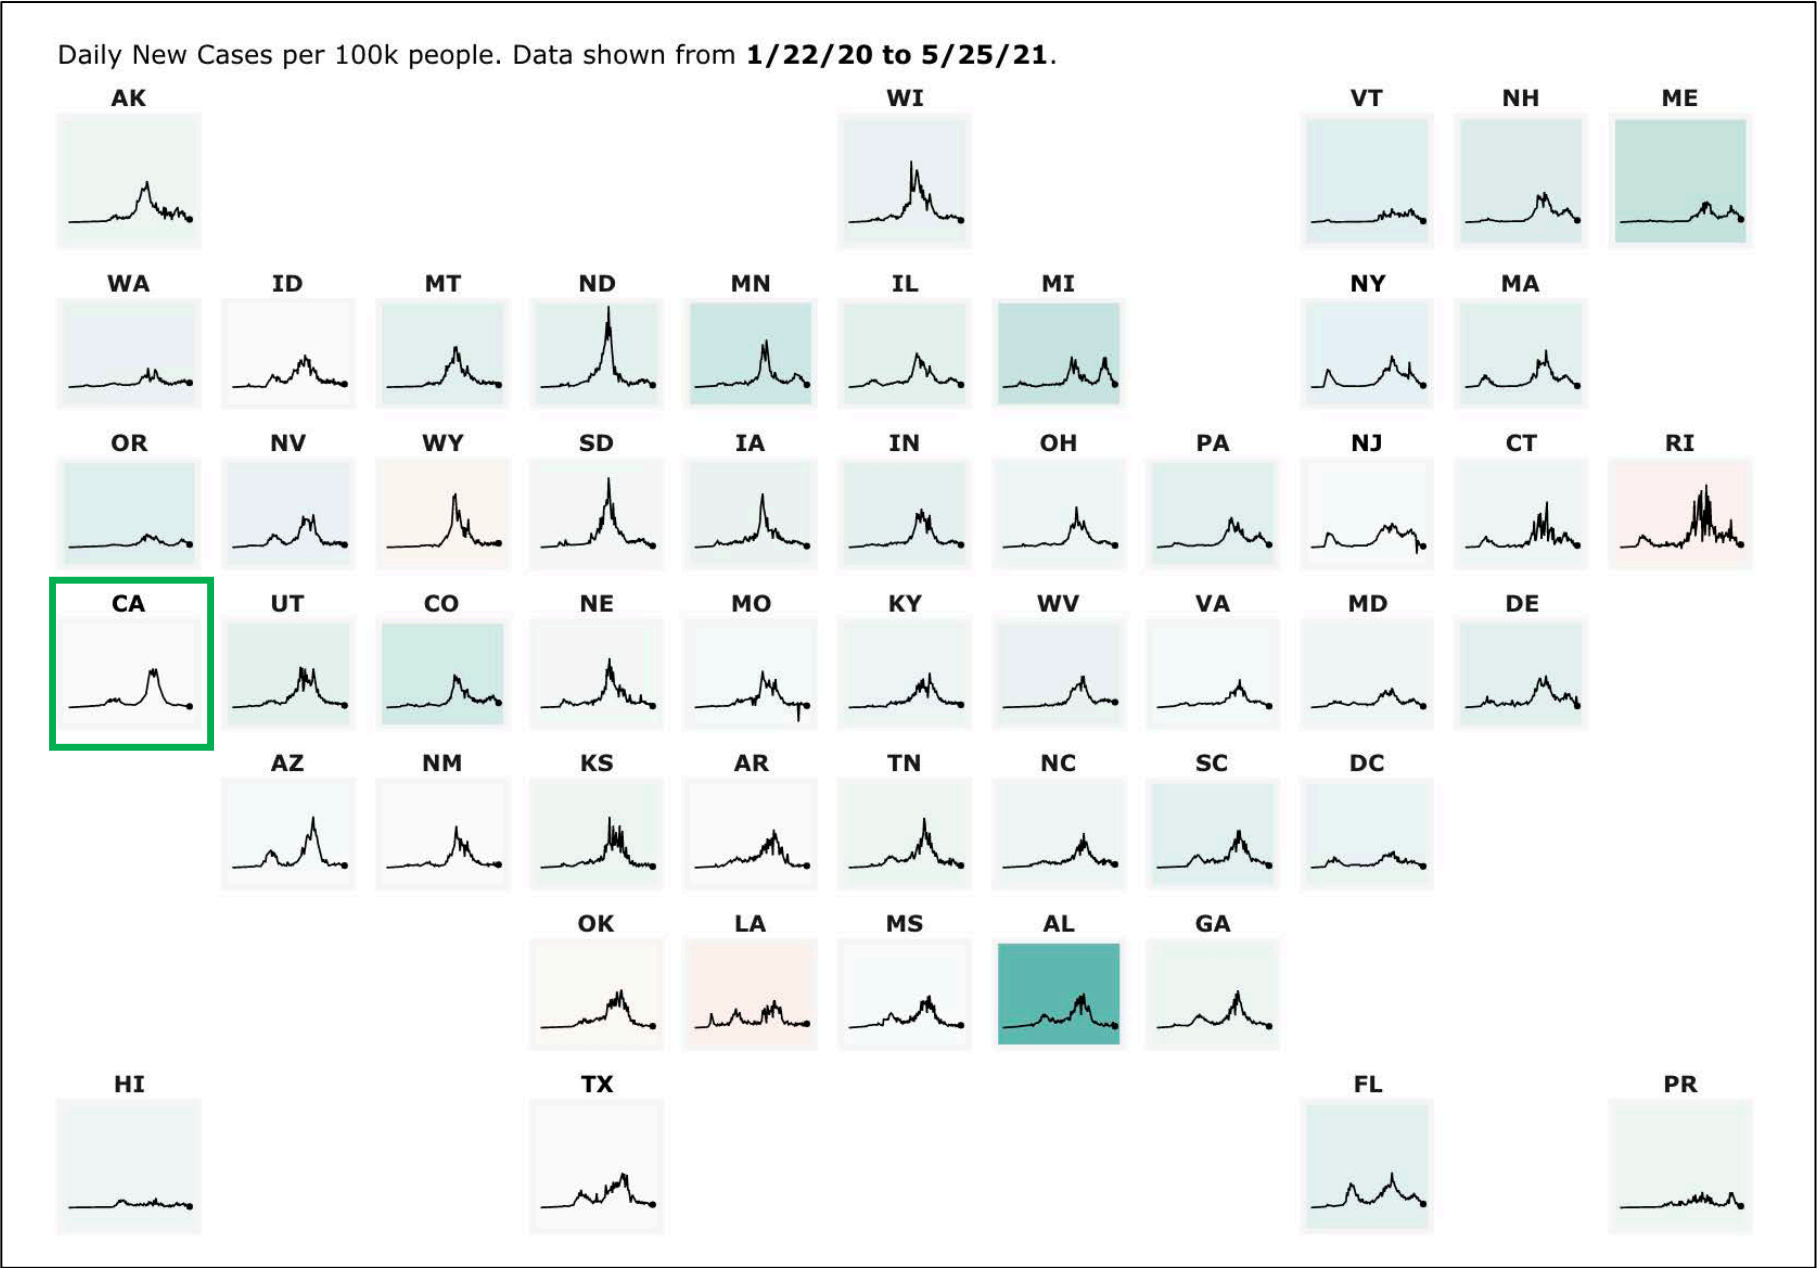 Daily New Cases per 100k people. Data shown from 1/22/20 to 5/25/21.
AK WI VT NH ME
WA ID MT ND MN IL MI NY MA
OR NV WY SD IA IN OH PA NJ CT RI
CA UT CO NE MO KY WV VA MD DE
AZ NM KS AR TN NC SC DC
OK LA MS AL GA
HI TX FL PR